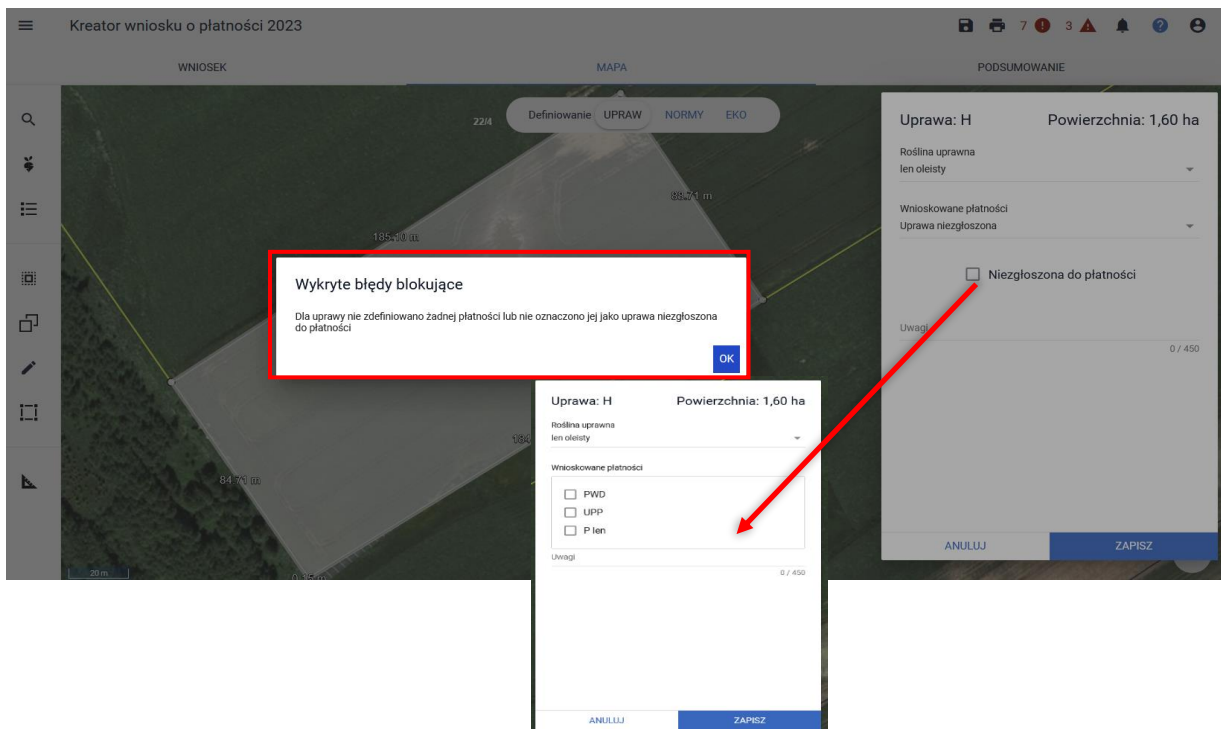 Kreator wniosku o płatności 2023
7
3
WNIOSEK
MAPA
PODSUMOWANIE
Definiowanie UPRAW NORMY EKO
22/4
88.71 m
185.10 m
84.71 m
184
20 m
Uprawa: H Powierzchnia: 1,60 ha
Roślina uprawna
len oleisty
Wnioskowane płatności
Uprawa niezgłoszona
Niezgłoszona do płatności
Uwagi
0 / 450
ANULUJ ZAPISZ
Wykryte błędy blokujące
Dla uprawy nie zdefiniowano żadnej płatności lub nie oznaczono jej jako uprawa niezgłoszona
do płatności
OK
Uprawa: H Powierzchnia: 1,60 ha
Roślina uprawna
len oleisty
Wnioskowane płatności
PWD
UPP
P len
Uwagi
0 / 450
ANULUJ ZAPISZ